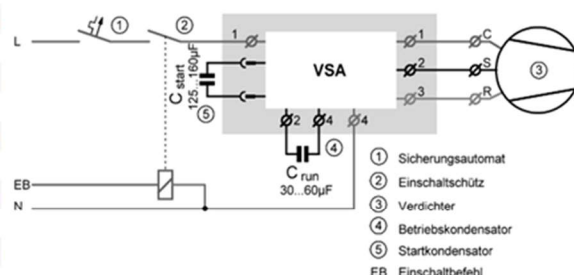 L
①
②
1
VSA
1
C
2
S
3
R
③
C start
125...160µF
⑤
2
4
4
④
C run
30...60µF
EB
N
① Sicherungsautomat
② Einschaltschütz
③ Verdichter
④ Betriebskondensator
⑤ Startkondensator
EB Einschaltbefehl